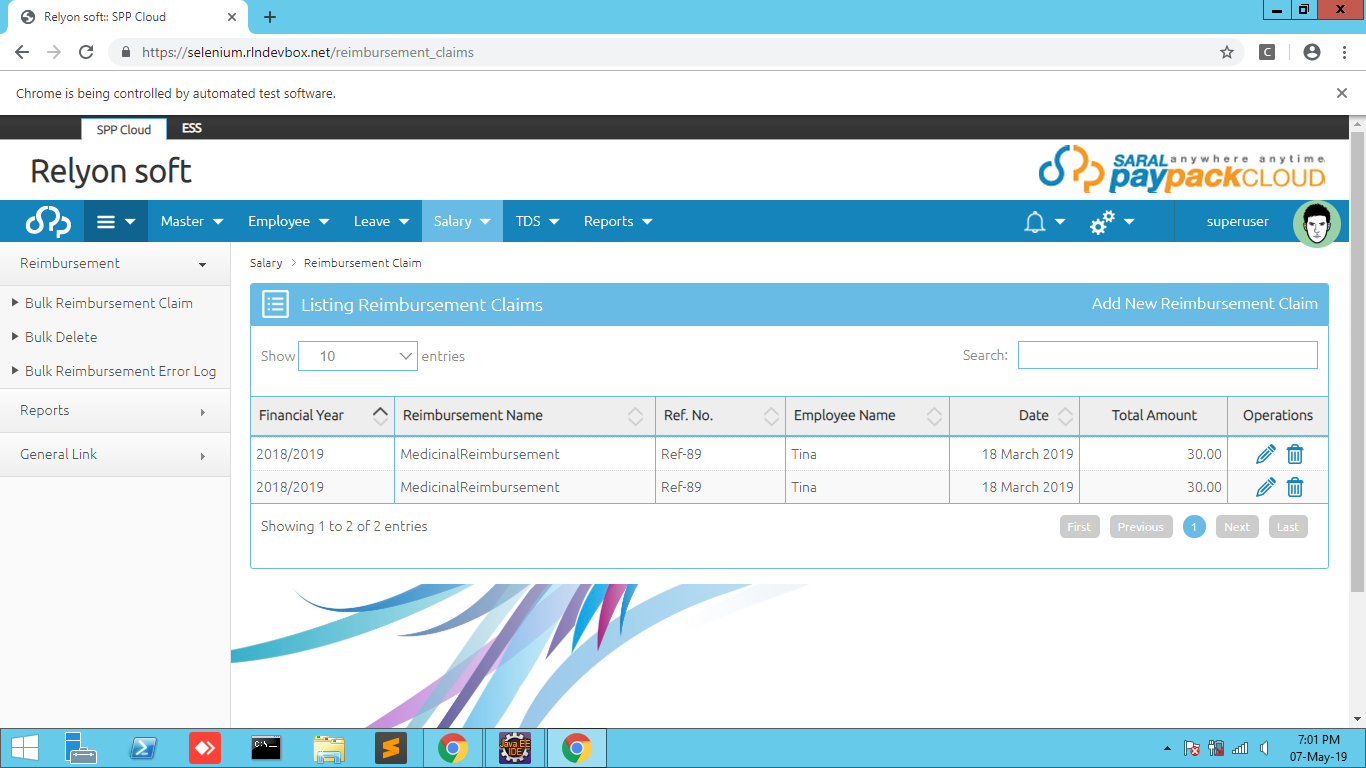 Relyon soft:: SPP Cloud
https://selenium.rlndevbox.net/reimbursement_claims
C
Chrome is being controlled by automated test software.
SPP Cloud ESS
Relyon soft
SARAL anywhere anytime
paypackCLOUD
Master Employee Leave Salary TDS Reports superuser
Reimbursement
Bulk Reimbursement Claim
Bulk Delete
Bulk Reimbursement Error Log
Reports
General Link
Salary > Reimbursement Claim
Listing Reimbursement Claims Add New Reimbursement Claim
Show 10 entries Search:
Financial Year Reimbursement Name Ref. No. Employee Name Date Total Amount Operations
2018/2019 MedicinalReimbursement Ref-89 Tina 18 March 2019 30.00
2018/2019 MedicinalReimbursement Ref-89 Tina 18 March 2019 30.00
Showing 1 to 2 of 2 entries First Previous 1 Next Last
Java EE
IDE
7:01 PM
07-May-19